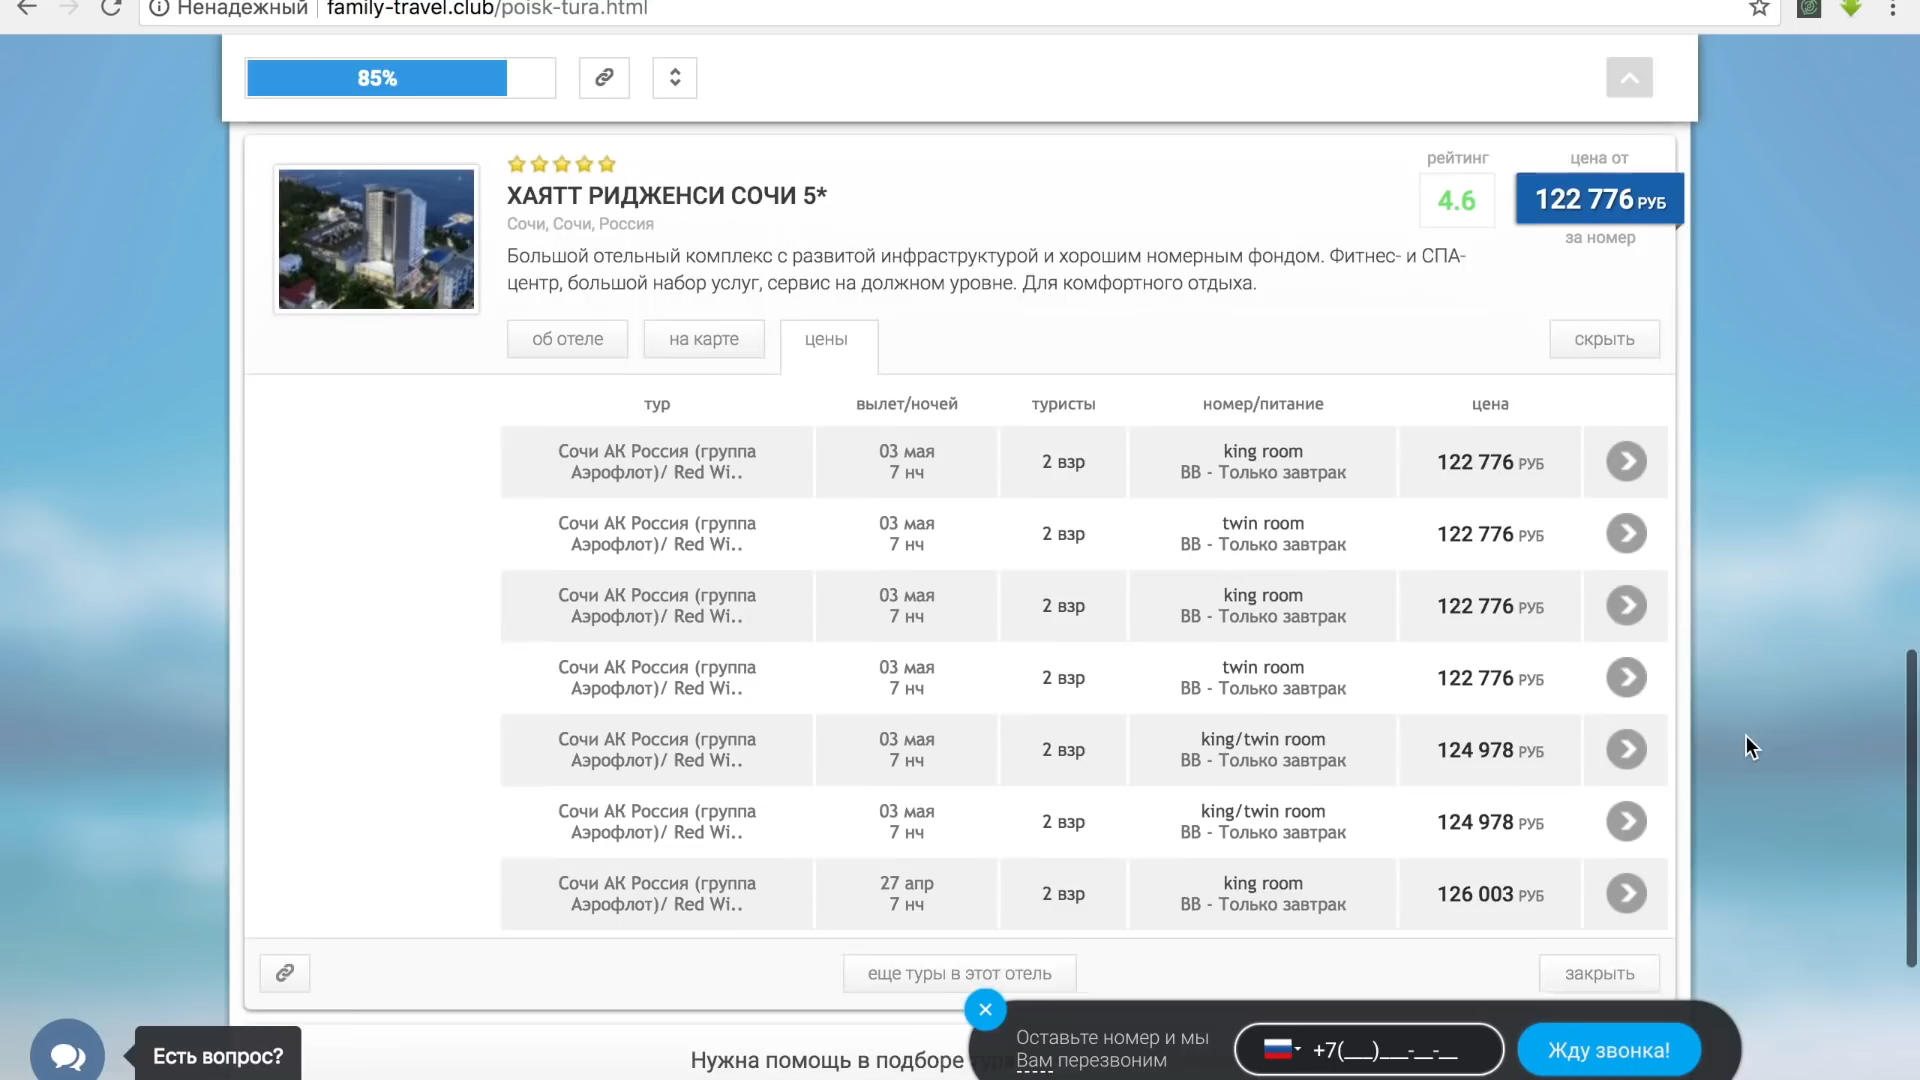 Ненадежный family-travel.club/poisk-tura.html
85%
ХАЯТТ РИДЖЕНСИ СОЧИ 5*
Сочи, Сочи, Россия
Большой отельный комплекс с развитой инфраструктурой и хорошим номерным фондом. Фитнес- и СПА-
центр, большой набор услуг, сервис на должном уровне. Для комфортного отдыха.
рейтинг
4.6
цена от
122 776 РУБ
за номер
об отеле на карте цены скрыть
тур вылет/ночей туристы номер/питание цена
Сочи АК Россия (группа 03 мая king room
Аэрофлот)/ Red Wi.. 7 нч 2 взр BB - Только завтрак 122 776 РУБ
Сочи АК Россия (группа 03 мая twin room
Аэрофлот)/ Red Wi.. 7 нч 2 взр BB - Только завтрак 122 776 РУБ
Сочи АК Россия (группа 03 мая king room
Аэрофлот)/ Red Wi.. 7 нч 2 взр BB - Только завтрак 122 776 РУБ
Сочи АК Россия (группа 03 мая twin room
Аэрофлот)/ Red Wi.. 7 нч 2 взр BB - Только завтрак 122 776 РУБ
Сочи АК Россия (группа 03 мая king/twin room
Аэрофлот)/ Red Wi.. 7 нч 2 взр BB - Только завтрак 124 978 РУБ
Сочи АК Россия (группа 03 мая king/twin room
Аэрофлот)/ Red Wi.. 7 нч 2 взр BB - Только завтрак 124 978 РУБ
Сочи АК Россия (группа 27 апр king room
Аэрофлот)/ Red Wi.. 7 нч 2 взр BB - Только завтрак 126 003 РУБ
еще туры в этот отель закрыть
Есть вопрос?
Нужна помощь в подборе
Оставьте номер и мы
Вам перезвоним
+7(___)___-__-__
Жду звонка!